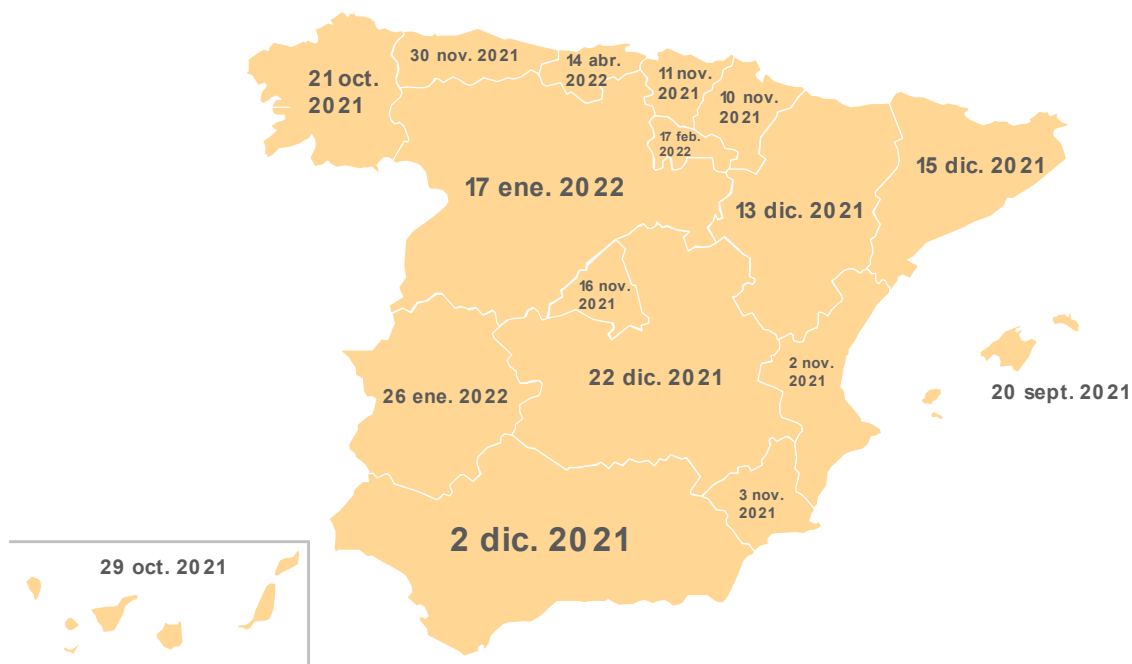 30 nov. 2021
14 abr.
2022
21 oct.
2021
11 nov.
2021
10 nov.
2021
17 feb.
2022
15 dic. 2021
17 ene. 2022
13 dic. 2021
16 nov.
2021
22 dic. 2021
2 nov.
2021
26 ene. 2022
20 sept. 2021
3 nov.
2021
2 dic. 2021
29 oct. 2021